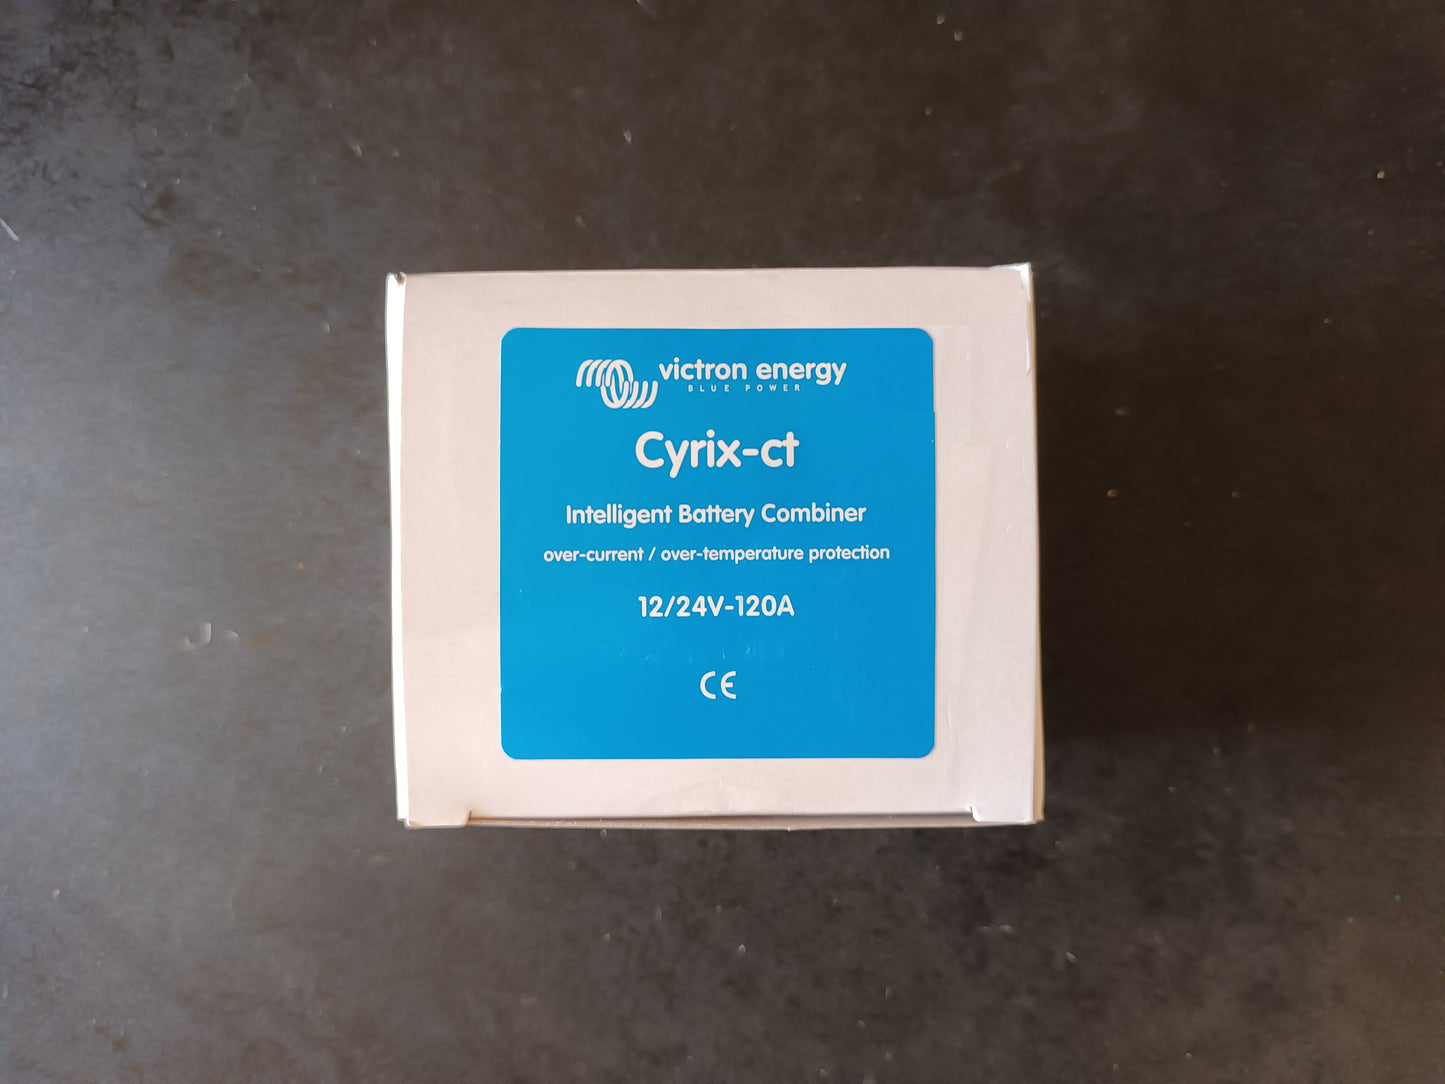 victron energy
BLUE POWER
Cyrix-ct
Intelligent Battery Combiner
over-current / over-temperature protection
12/24V-120A
CE